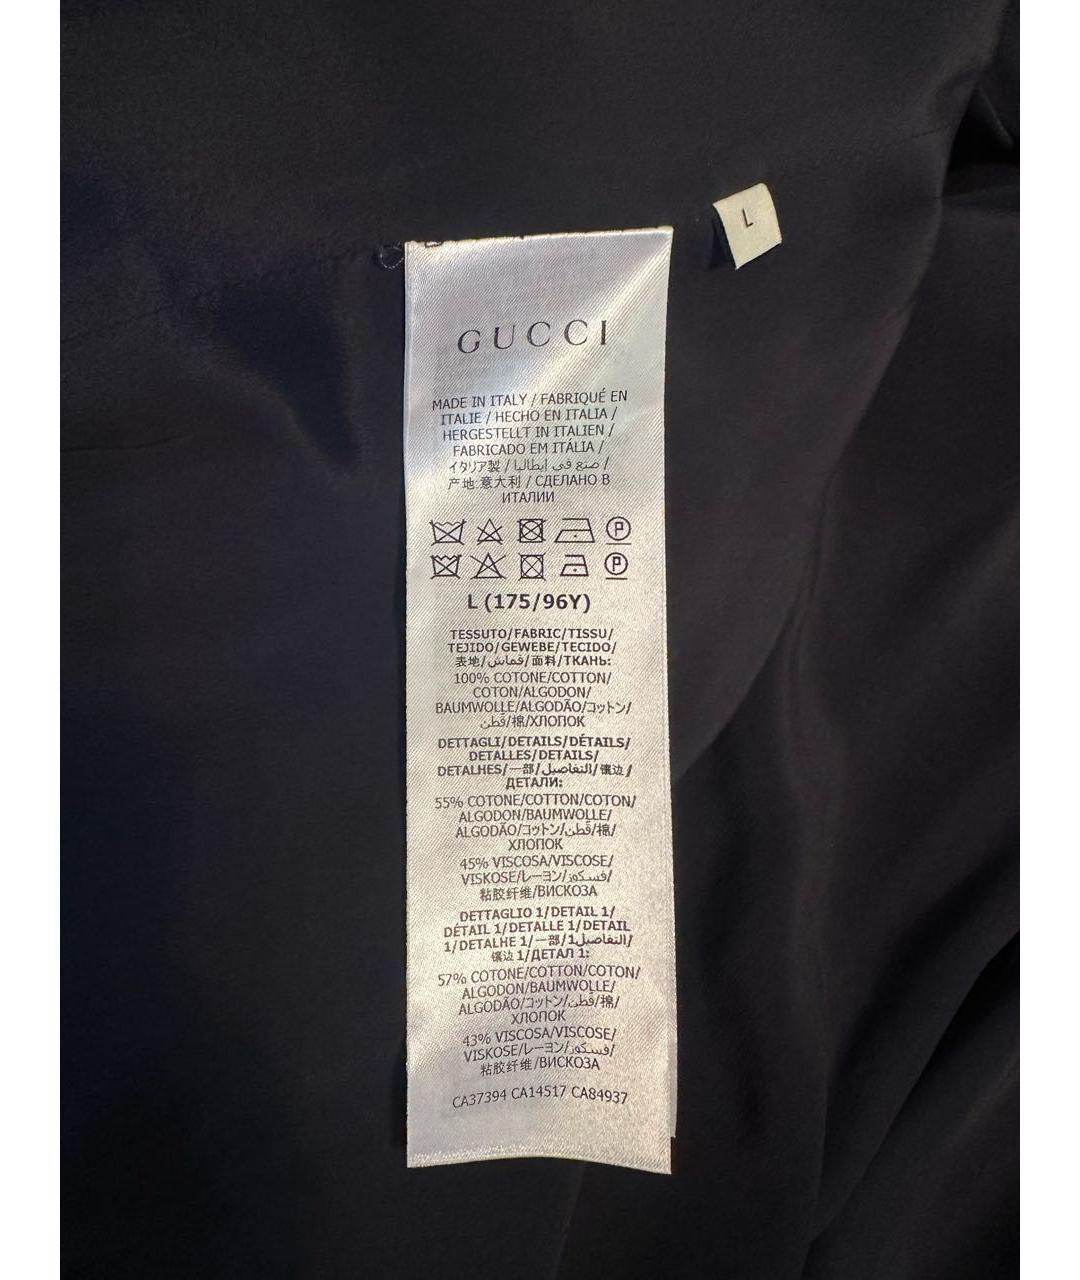 L
GUCCI
MADE IN ITALY / FABRIQUÉ EN
ITALIE / HECHO EN ITALIA /
HERGESTELLT IN ITALIEN /
FABRICADO EM ITÁLIA /
イタリア製 / صنع في إيطاليا /
产地:意大利 / СДЕЛАНО В
ИТАЛИИ
P
P
L (175/96Y)
TESSUTO/FABRIC/TISSU/
TEJIDO/GEWEBE/TECIDO/
表地/قماش/面料/ТКАНЬ:
100% COTONE/COTTON/
COTON/ALGODON/
BAUMWOLLE/ALGODÃO/コットン/
قطن/棉/ХЛОПОК
DETTAGLI/DETAILS/DÉTAILS/
DETALLES/DETAILS/
DETALHES/一部/التفاصيل/镶边/
ДЕТАЛИ:
55% COTONE/COTTON/COTON/
ALGODON/BAUMWOLLE/
ALGODÃO/コットン/قطن/棉/
ХЛОПОК
45% VISCOSA/VISCOSE/
VISKOSE/レーヨン/فسكوز/
粘胶纤维/ВИСКОЗА
DETTAGLIO 1/DETAIL 1/
DÉTAIL 1/DETALLE 1/DETAIL
1/DETALHE 1/一部/1التفاصيل/
镶边 1/ДЕТАЛ 1:
57% COTONE/COTTON/COTON/
ALGODON/BAUMWOLLE/
ALGODÃO/コットン/قطن/棉/
ХЛОПОК
43% VISCOSA/VISCOSE/
VISKOSE/レーヨン/فسكوز/
粘胶纤维/ВИСКОЗА
CA37394 CA14517 CA84937